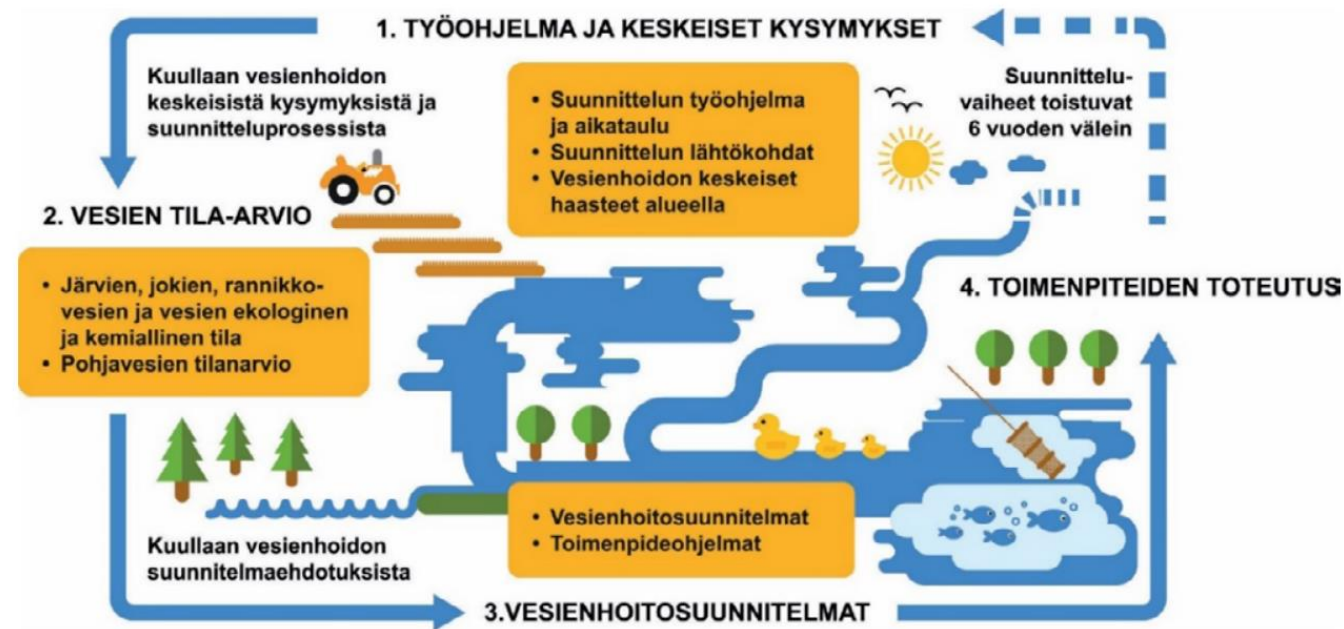 1. TYÖOHJELMA JA KESKEISET KYSYMYKSET
Kuullaan vesienhoidon
keskeisistä kysymyksistä ja
suunnitteluprosessista
• Suunnittelun työohjelma
ja aikataulu
• Suunnittelun lähtökohdat
• Vesienhoidon keskeiset
haasteet alueella
Suunnittelu-
vaiheet toistuvat
6 vuoden välein
2. VESIEN TILA-ARVIO
• Järvien, jokien, rannikko-
vesien ja vesien ekologinen
ja kemiallinen tila
• Pohjavesien tilanarvio
4. TOIMENPITEIDEN TOTEUTUS
Kuullaan vesienhoidon
suunnitelmaehdotuksista
• Vesienhoitosuunnitelmat
• Toimenpideohjelmat
3.VESIENHOITOSUUNNITELMAT